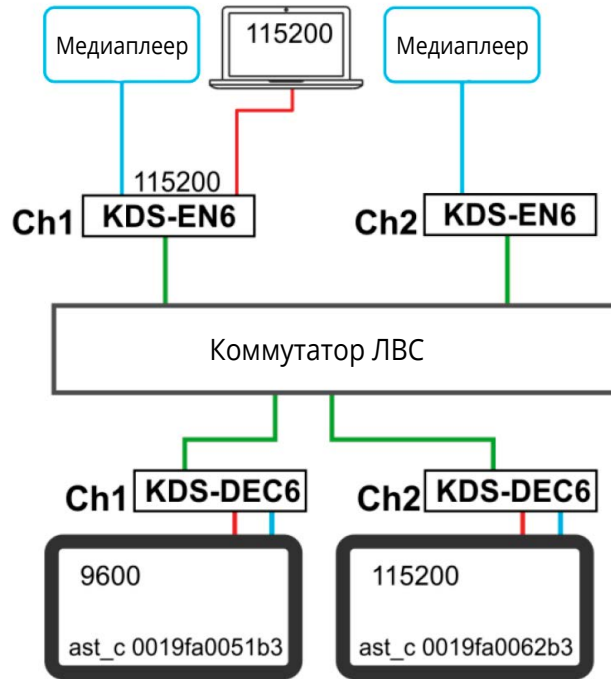 Медиаплеер
115200
Медиаплеер
115200
Ch1 KDS-EN6
Ch2 KDS-EN6
Коммутатор ЛВС
Ch1 KDS-DEC6
Ch2 KDS-DEC6
9600
115200
ast_c 0019fa0051b3
ast_c 0019fa0062b3